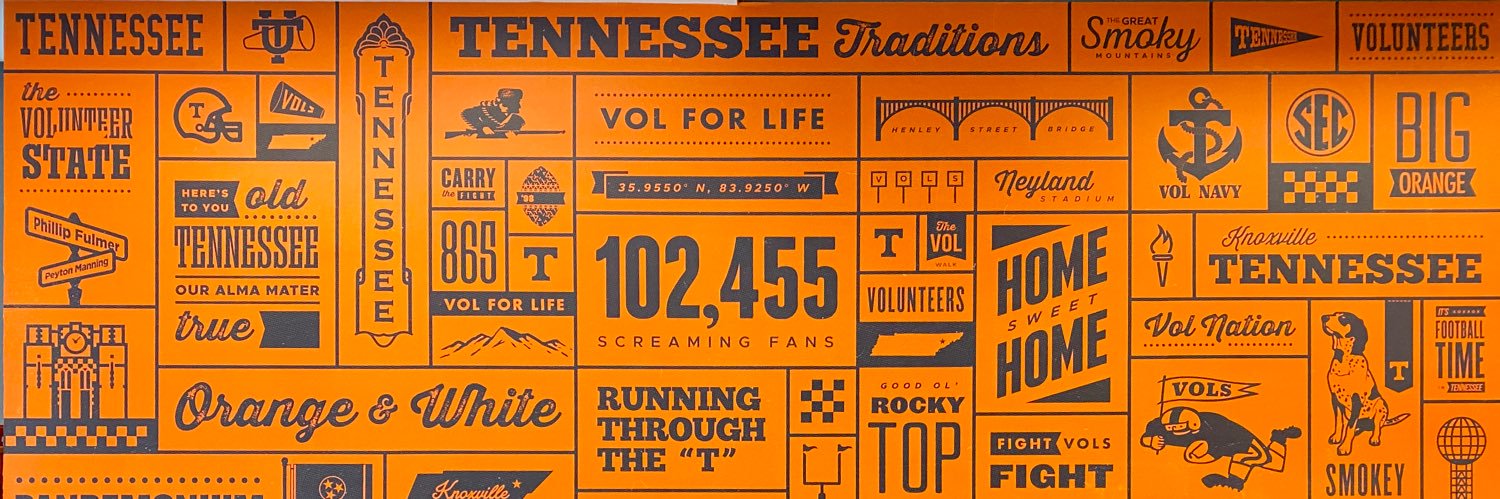 TENNESSEE
UT
TENNESSEE
TENNESSEE Traditions
THE GREAT
Smoky
MOUNTAINS
TENNESSEE
VOLUNTEERS
the
VOLUNTEER
STATE
T
VOLS
VOL FOR LIFE
HENLEY STREET BRIDGE
VOL NAVY
SEC
BIG
ORANGE
HERE'S
TO YOU
old
TENNESSEE
OUR ALMA MATER
true
CARRY
the FIGHT
'98
865
T
VOL FOR LIFE
35.9550° N, 83.9250° W
102,455
SCREAMING FANS
VOLS
Neyland
STADIUM
T
The
VOL
WALK
VOLUNTEERS
HOME
SWEET
HOME
Knoxville
TENNESSEE
Phillip Fulmer
Peyton Manning
Vol Nation
T
IT'S
FOOTBALL
TIME
IN TENNESSEE
Orange & White
RUNNING
THROUGH
THE "T"
GOOD OL'
ROCKY
TOP
FIGHT VOLS
FIGHT
VOLS
SMOKEY
PANDEMONIUM
Knoxville